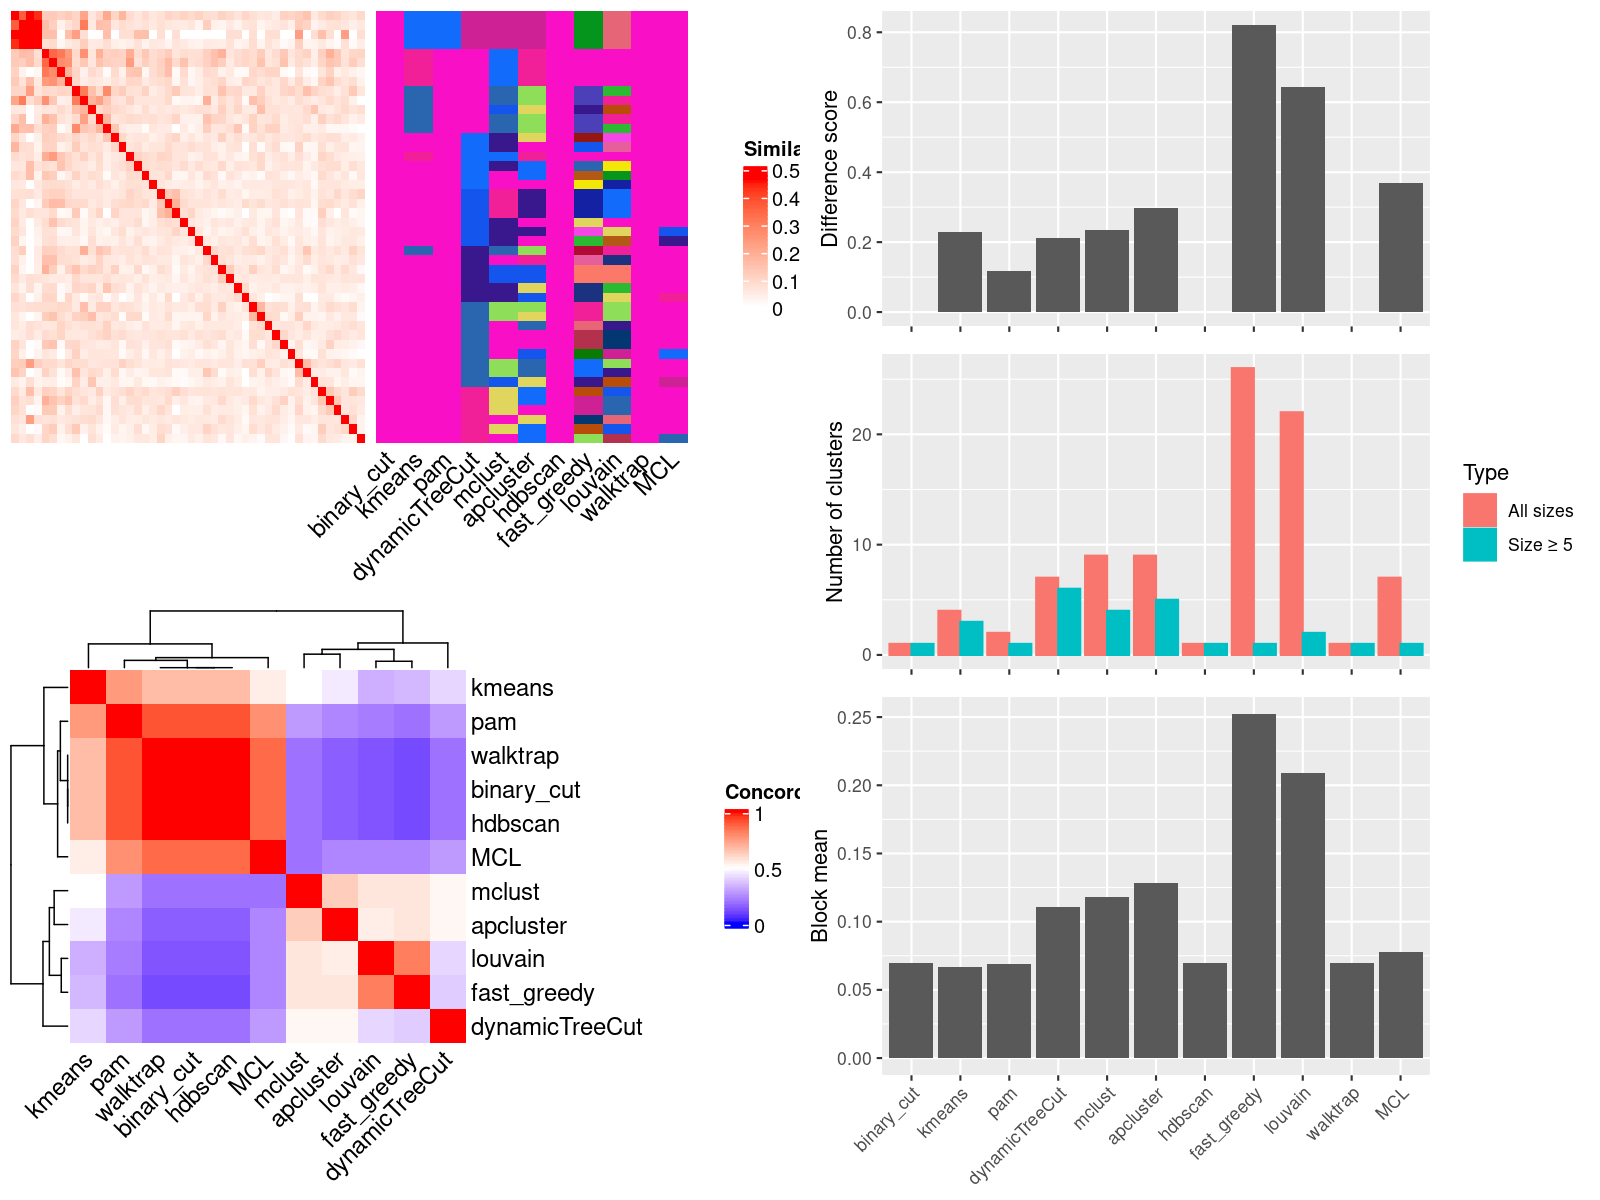 Simila
0.5
0.4
0.3
0.2
0.1
0
binary_cut
kmeans
pam
dynamicTreeCut
mclust
apcluster
hdbscan
fast_greedy
louvain
walktrap
MCL
kmeans
pam
walktrap
binary_cut
hdbscan
MCL
mclust
apcluster
louvain
fast_greedy
dynamicTreeCut
Concord
1
0.5
0
kmeans
pam
walktrap
binary_cut
hdbscan
MCL
mclust
apcluster
louvain
fast_greedy
dynamicTreeCut
Difference score
0.8
0.6
0.4
0.2
0.0
Number of clusters
20
10
0
Type
All sizes
Size ≥ 5
Block mean
0.25
0.20
0.15
0.10
0.05
0.00
binary_cut
kmeans
pam
dynamicTreeCut
mclust
apcluster
hdbscan
fast_greedy
louvain
walktrap
MCL